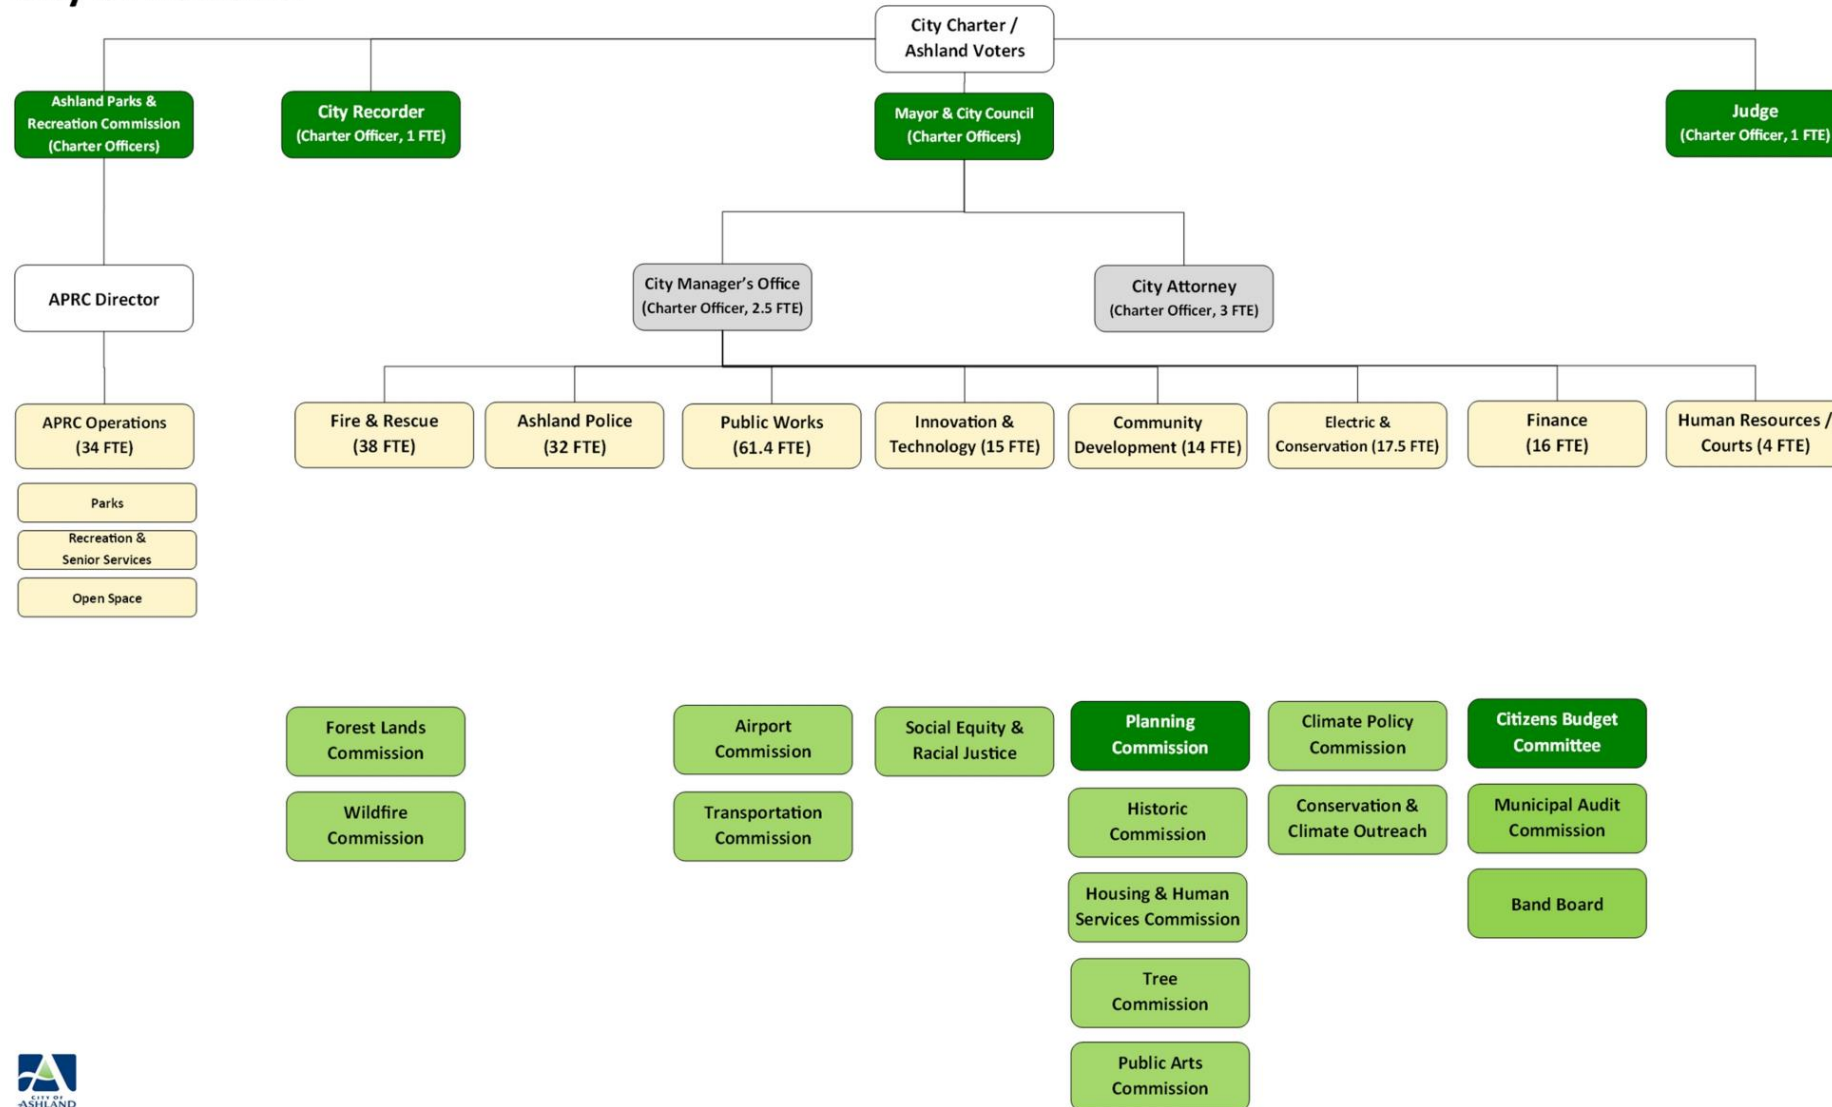 City Charter /
Ashland Voters
Ashland Parks &
Recreation Commission
(Charter Officers)
City Recorder
(Charter Officer, 1 FTE)
Mayor & City Council
(Charter Officers)
Judge
(Charter Officer, 1 FTE)
APRC Director
City Manager’s Office
(Charter Officer, 2.5 FTE)
City Attorney
(Charter Officer, 3 FTE)
APRC Operations
(34 FTE)
Fire & Rescue
(38 FTE)
Ashland Police
(32 FTE)
Public Works
(61.4 FTE)
Innovation &
Technology (15 FTE)
Community
Development (14 FTE)
Electric &
Conservation (17.5 FTE)
Finance
(16 FTE)
Human Resources /
Courts (4 FTE)
Parks
Recreation &
Senior Services
Open Space
Forest Lands
Commission
Wildfire
Commission
Airport
Commission
Transportation
Commission
Social Equity &
Racial Justice
Planning
Commission
Historic
Commission
Housing & Human
Services Commission
Tree
Commission
Public Arts
Commission
Climate Policy
Commission
Conservation &
Climate Outreach
Citizens Budget
Committee
Municipal Audit
Commission
Band Board
CITY OF
ASHLAND